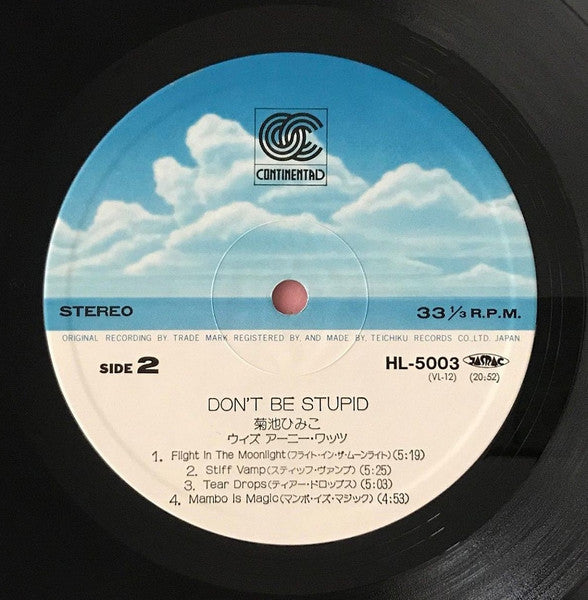 CONTINENTAL
STEREO
33 1/3 R.P.M.
ORIGINAL RECORDING BY TRADE MARK REGISTERED BY, AND MADE BY, TEICHIKU RECORDS CO.,LTD. JAPAN.
SIDE 2
HL-5003 JASRAC
(VL-12) (20:52)
DON'T BE STUPID
菊池ひみこ
ウィズ アーニー・ワッツ
1. Flight In The Moonlight(フライト・イン・ザ・ムーンライト)(5:19)
2. Stiff Vamp(スティッフ・ヴァンプ)(5:25)
3. Tear Drops(ティアー・ドロップス)(5:03)
4. Mambo Is Magic(マンボ・イズ・マジック)(4:53)